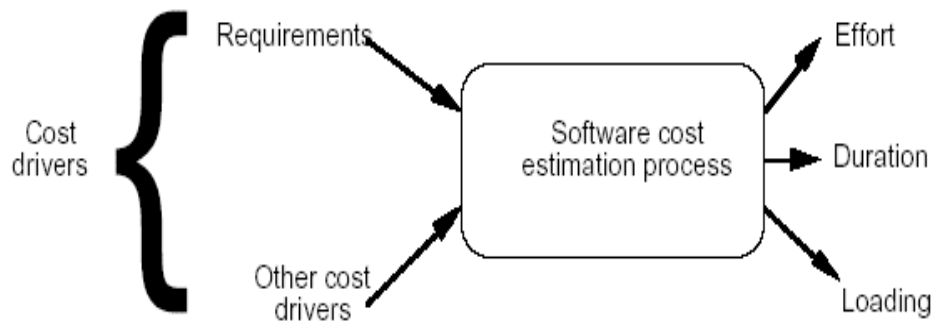 Requirements
Effort
Cost
drivers
Software cost
estimation process
Duration
Other cost
drivers
Loading